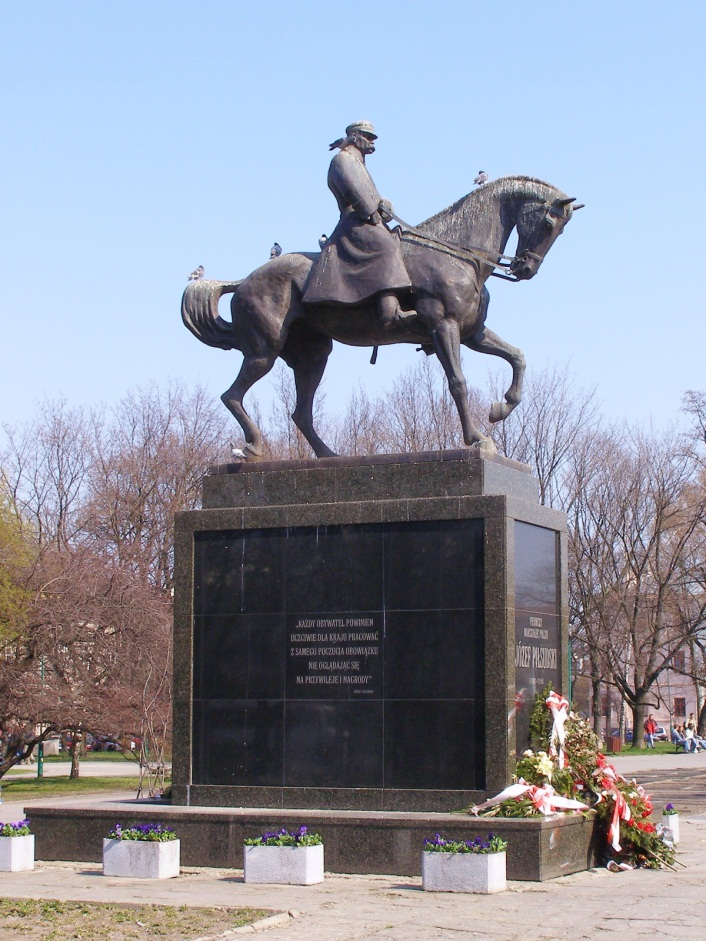 „KAŻDY OBYWATEL POWINIEN
UCZCIWIE DLA KRAJU PRACOWAĆ
Z SAMEGO POCZUCIA OBOWIĄZKU
NIE OGLĄDAJĄC SIĘ
NA PRZYWILEJE I NAGRODY”
PIERWSZY
MARSZAŁEK POLSKI
JÓZEF PIŁSUDSKI